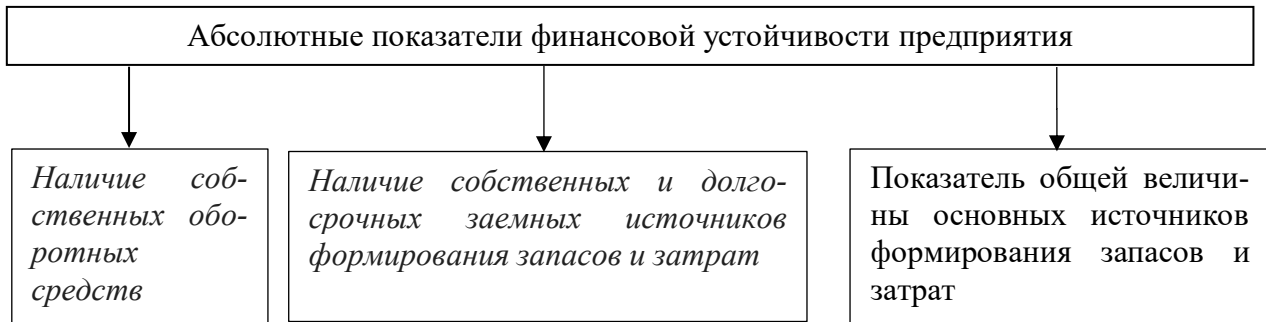 Абсолютные показатели финансовой устойчивости предприятия
Наличие соб-
ственных обо-
ротных
средств
Наличие собственных и долго-
срочных заемных источников
формирования запасов и затрат
Показатель общей величи-
ны основных источников
формирования запасов и
затрат